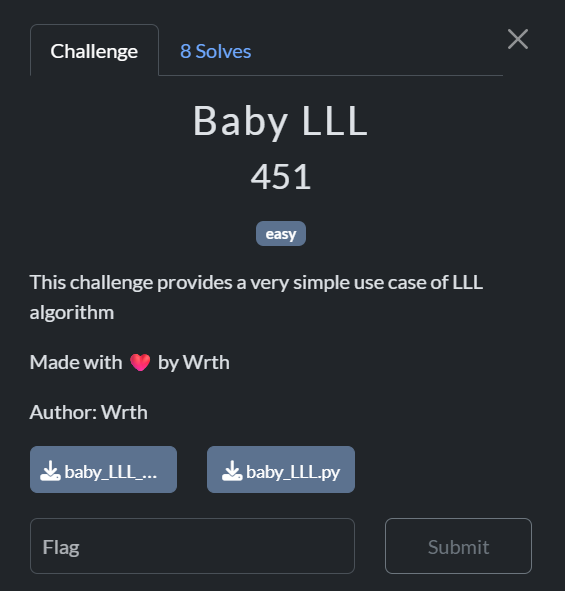 Challenge
8 Solves
Baby LLL
451
easy
This challenge provides a very simple use case of LLL
algorithm
Made with ❤️ by Wrth
Author: Wrth
baby_LLL_...
baby_LLL.py
Flag
Submit